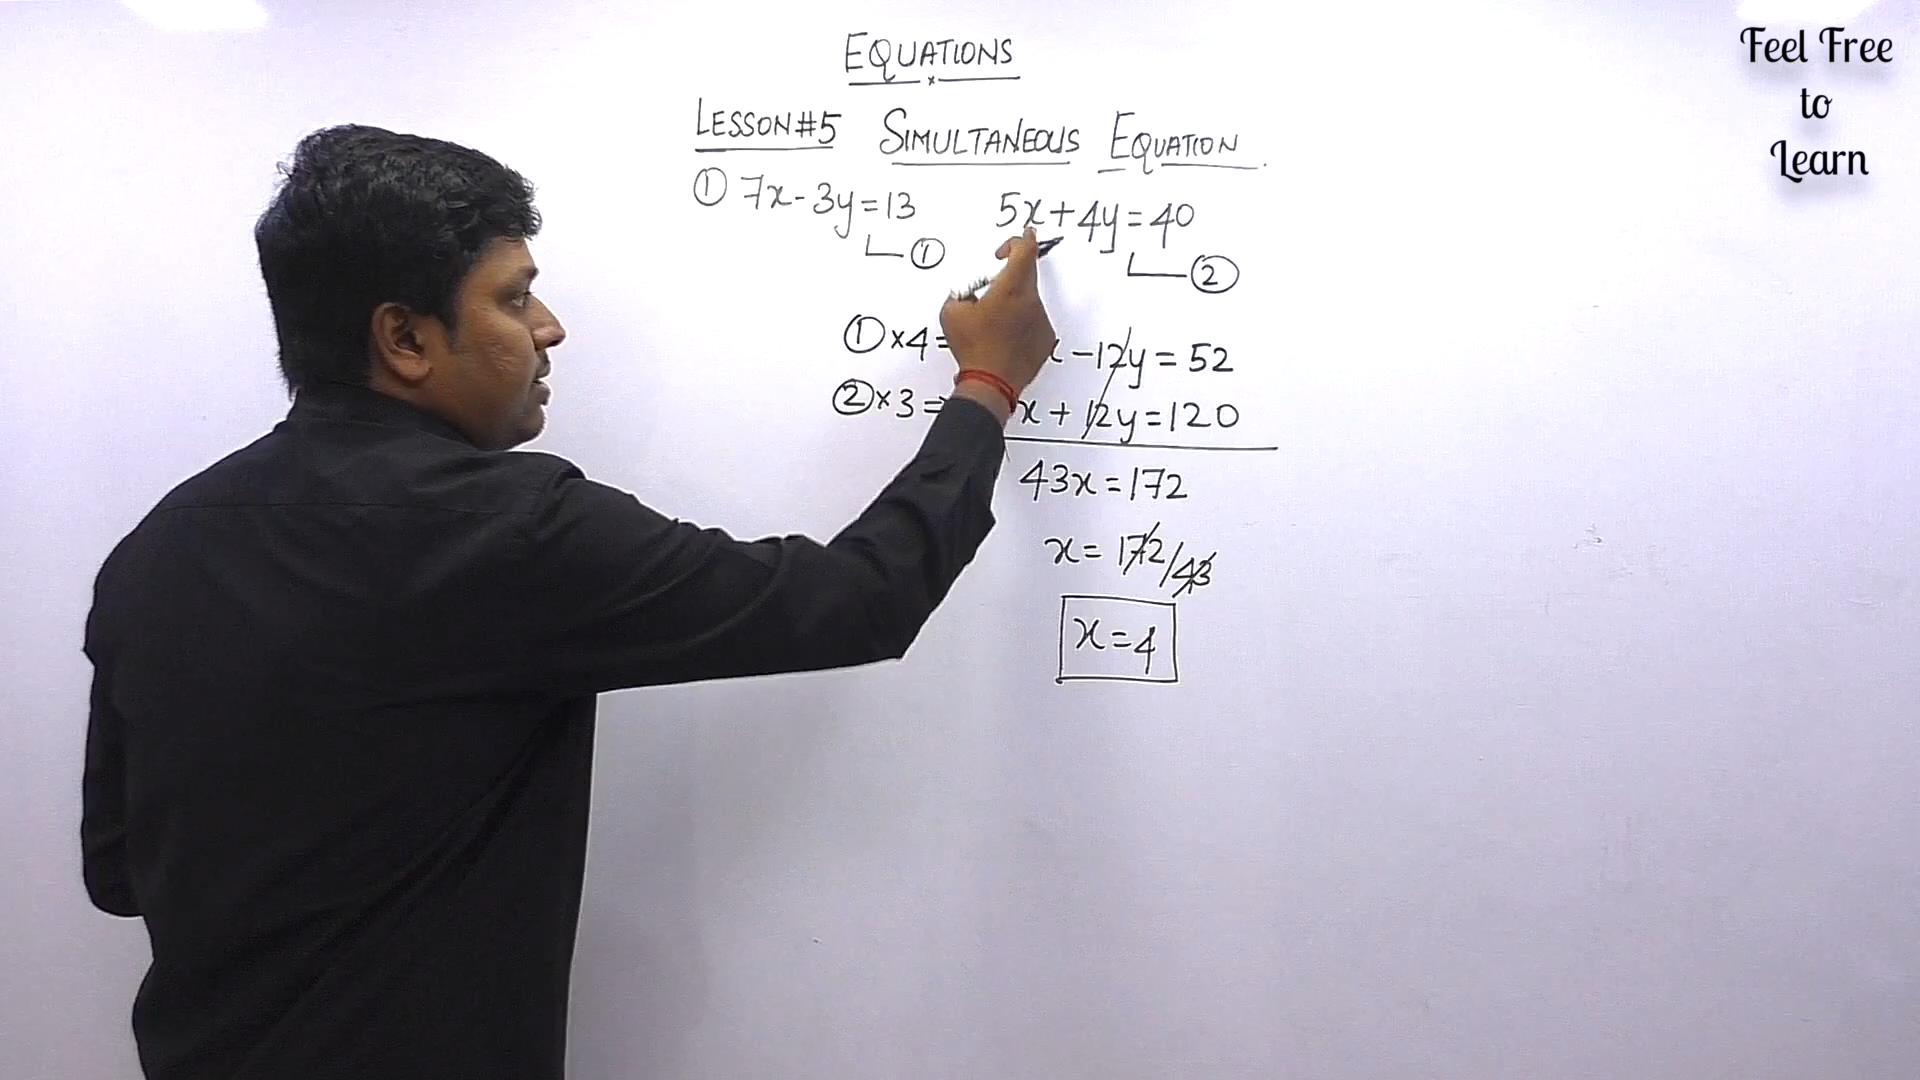 EQUATIONS
LESSON#5 SIMULTANEOUS EQUATION.
① 7x-3y=13 5x+4y=40
① ②
①×4= x-12y=52
②×3⇒ x+12y=120
43x=172
x=172/43
x=4
Feel Free
to
Learn